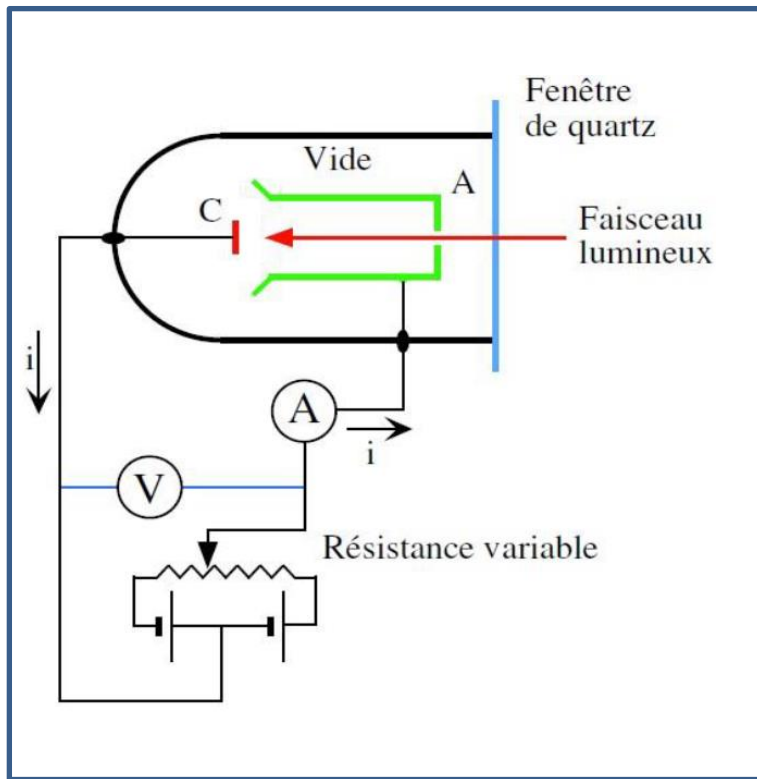 Fenêtre
de quartz
Vide
A
C
Faisceau
lumineux
i
A
i
V
Résistance variable